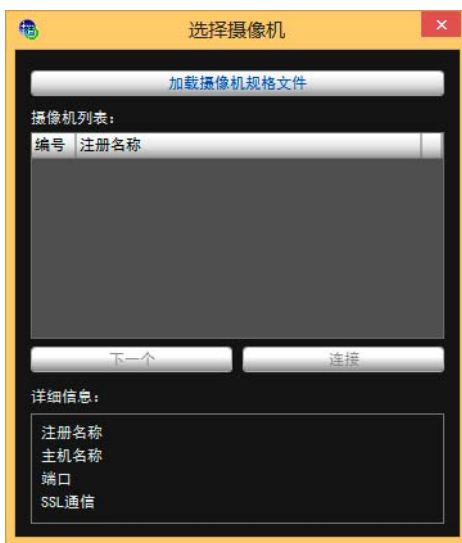 选择摄像机
加载摄像机规格文件
摄像机列表:
编号 注册名称
下一个 连接
详细信息:
注册名称
主机名称
端口
SSL通信